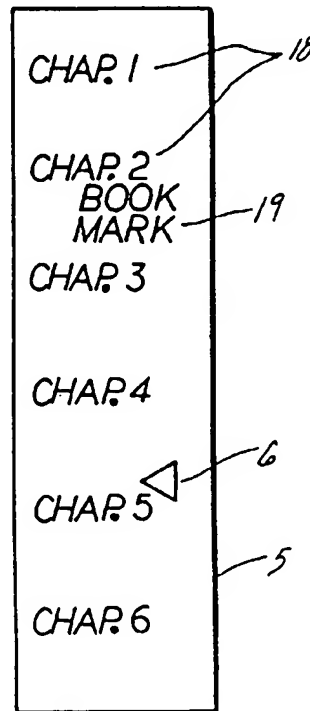 CHAP. 1
18
CHAP. 2
BOOK
MARK
19
CHAP. 3
CHAP. 4
6
CHAP. 5
5
CHAP. 6